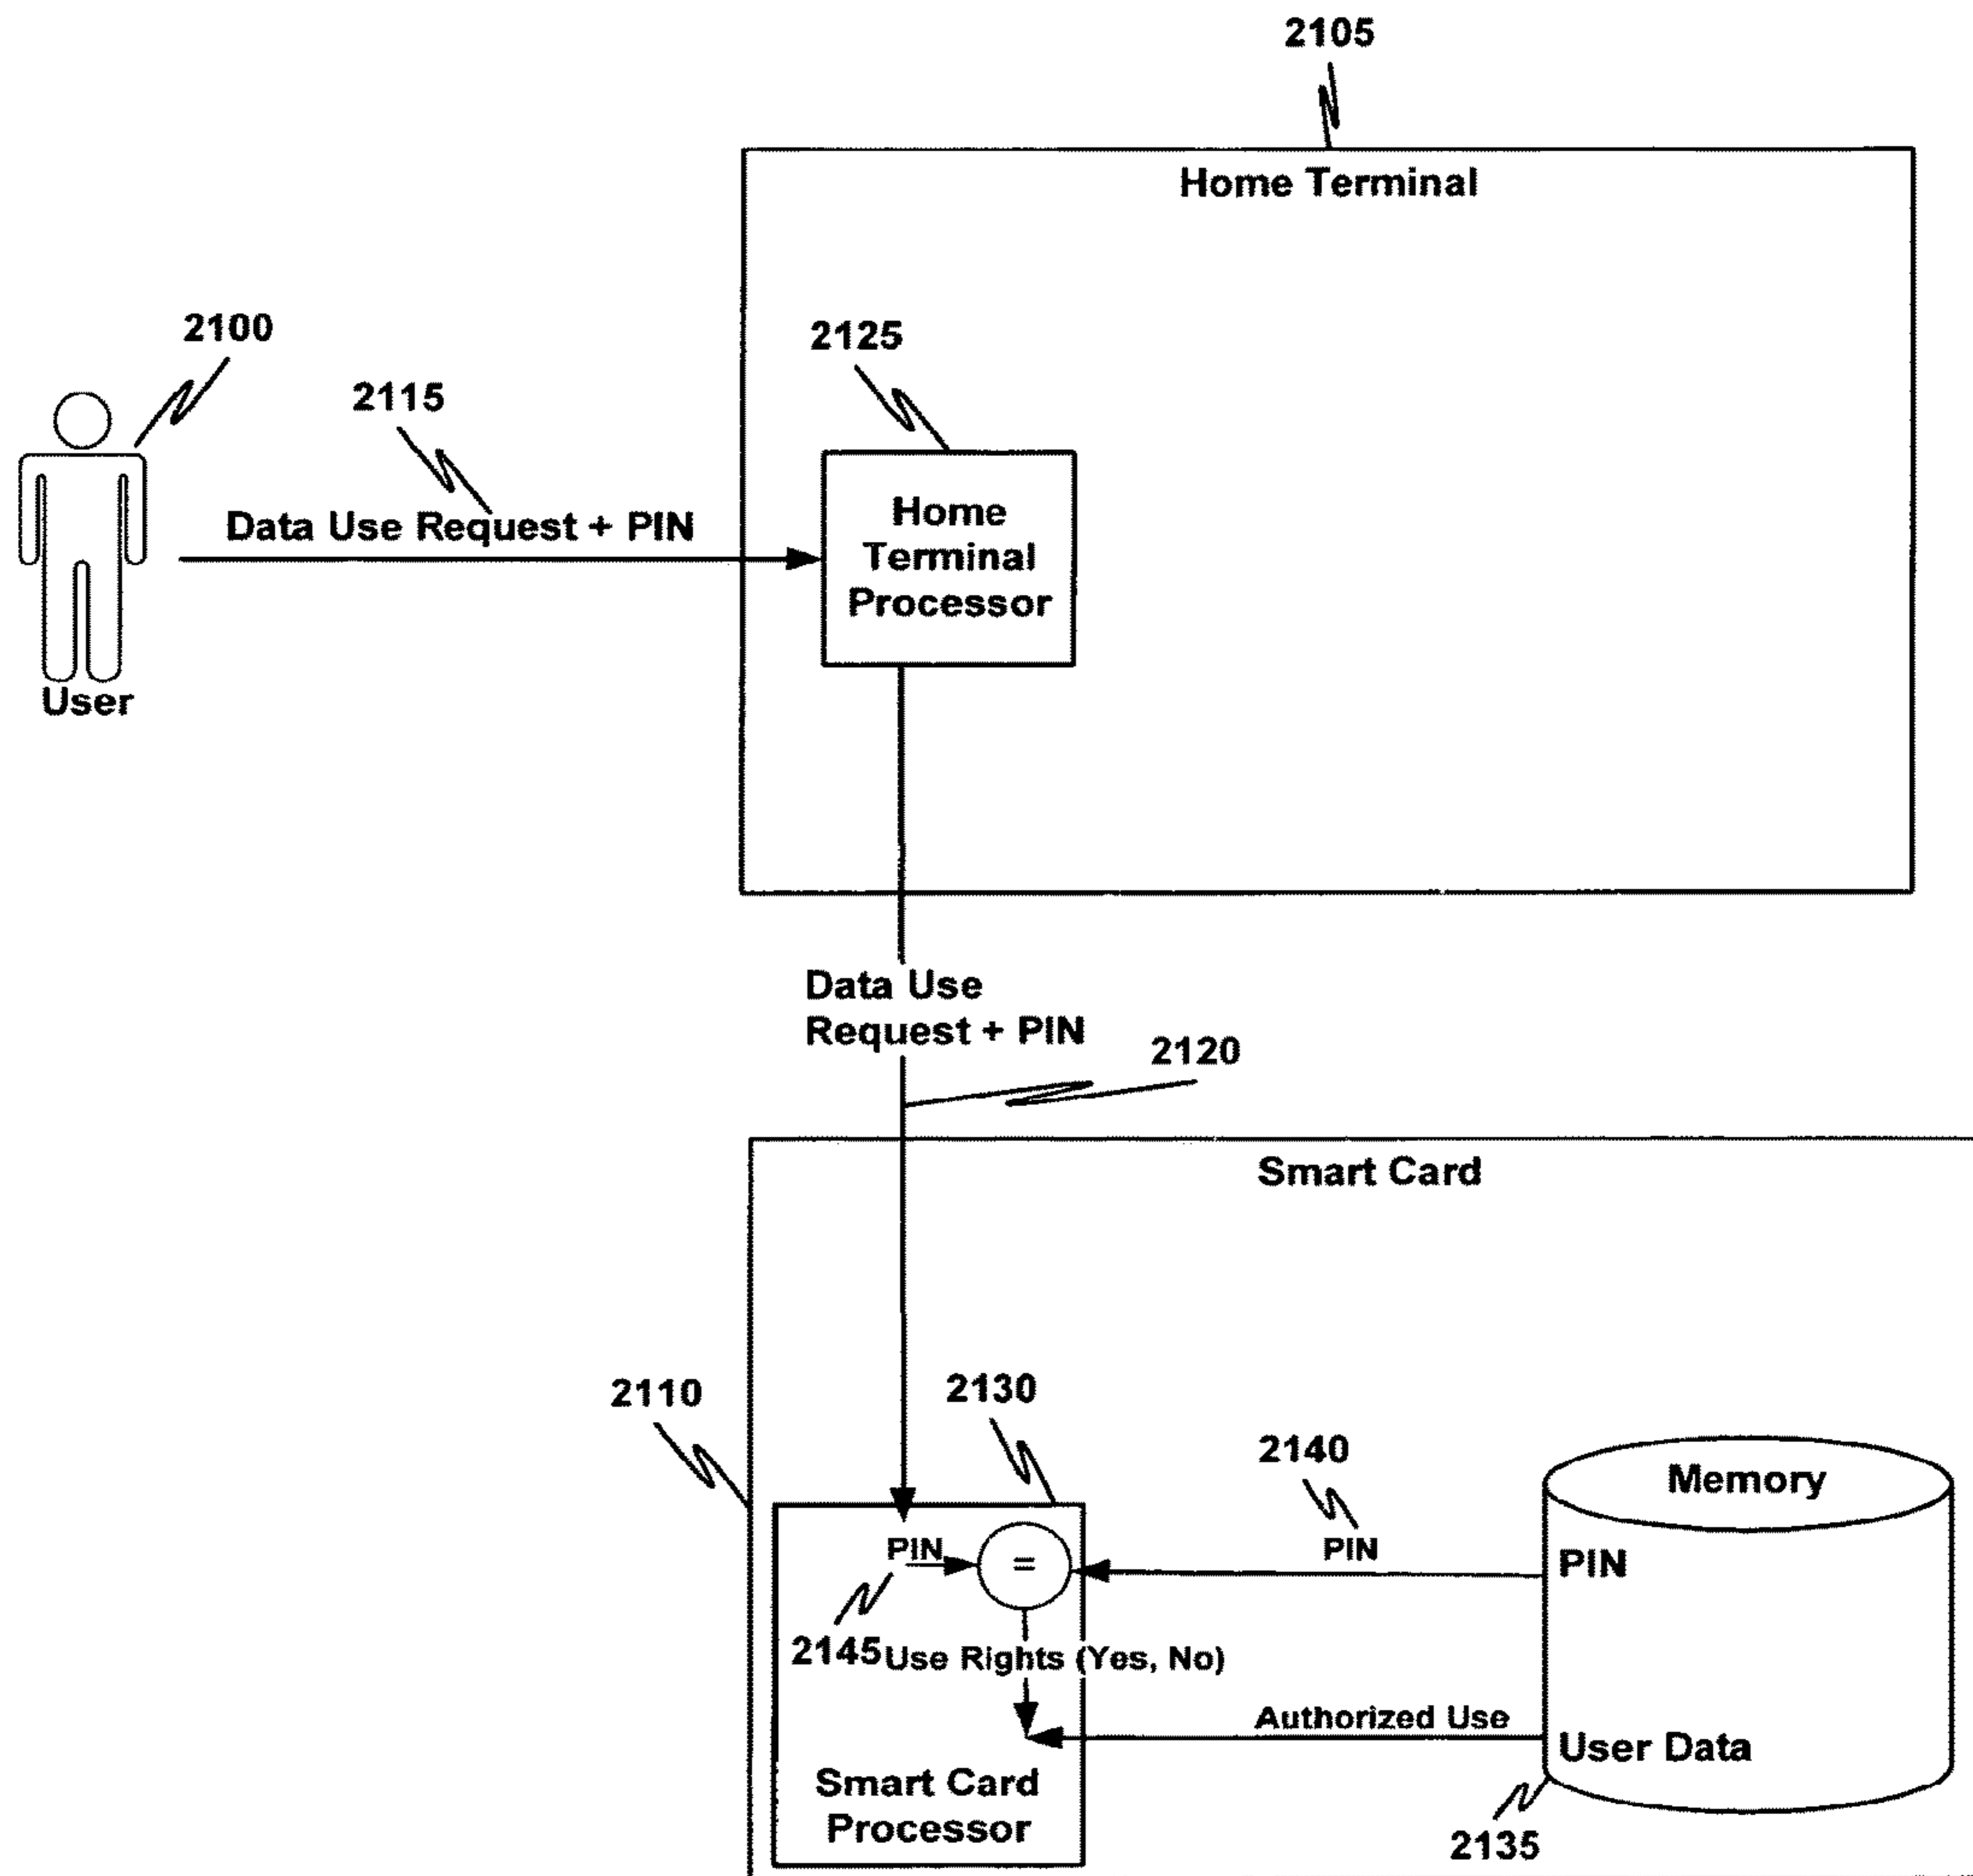 2105
Home Terminal
2100
2125
2115
Data Use Request + PIN
Home
Terminal
Processor
User
Data Use
Request + PIN
2120
Smart Card
2110
2130
2140
Memory
PIN
=
PIN
PIN
2145
Use Rights (Yes, No)
Authorized Use
User Data
Smart Card
Processor
2135